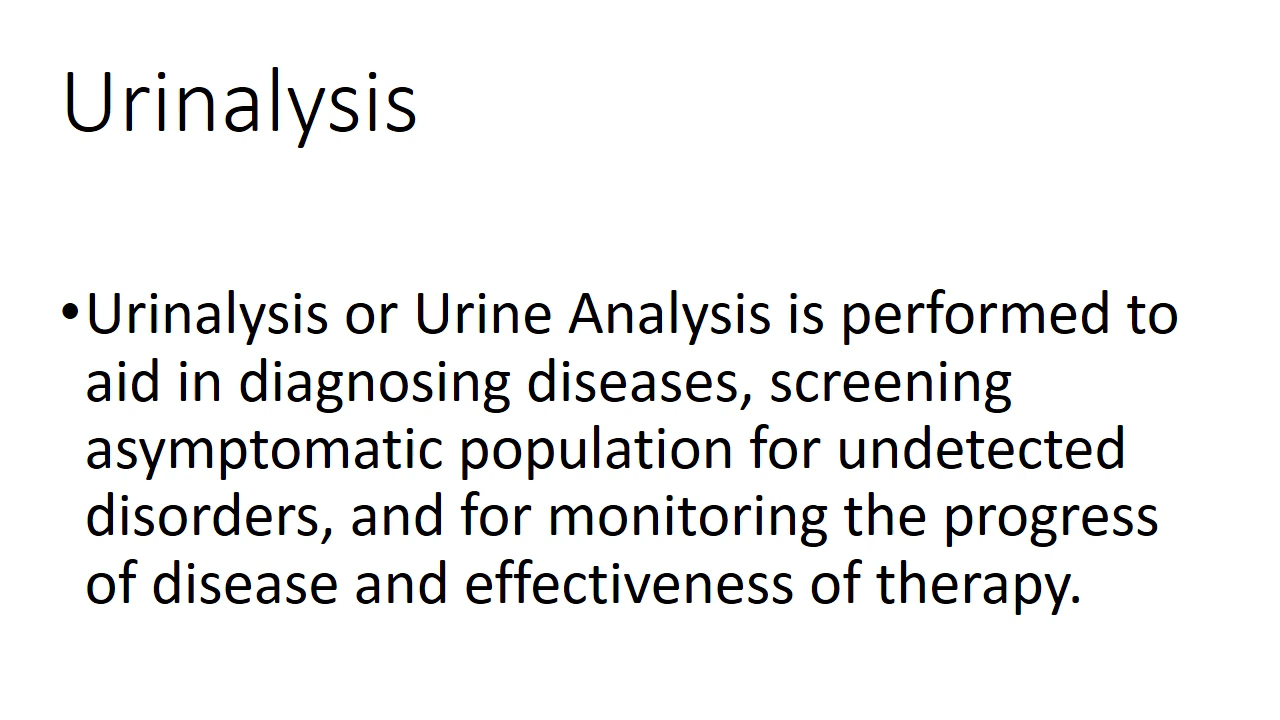 Urinalysis
•Urinalysis or Urine Analysis is performed to
aid in diagnosing diseases, screening
asymptomatic population for undetected
disorders, and for monitoring the progress
of disease and effectiveness of therapy.